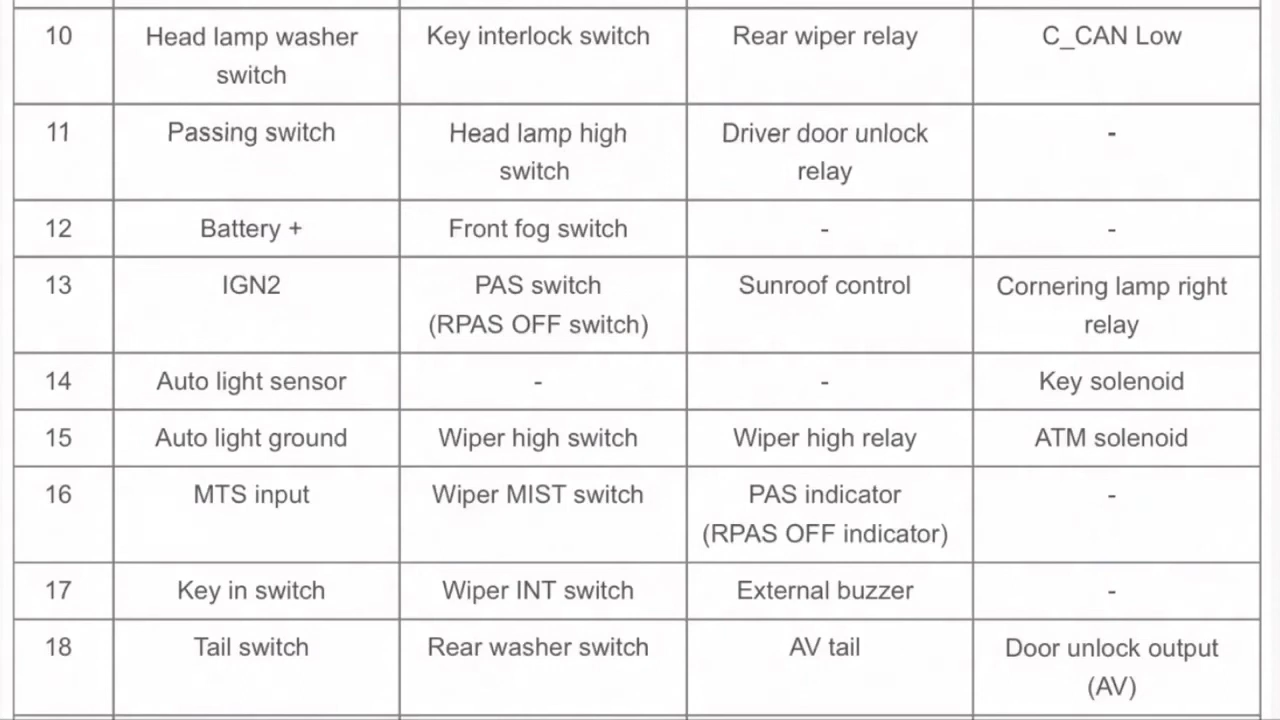 10 Head lamp washer switch Key interlock switch Rear wiper relay C_CAN Low
11 Passing switch Head lamp high switch Driver door unlock relay -
12 Battery + Front fog switch - -
13 IGN2 PAS switch (RPAS OFF switch) Sunroof control Cornering lamp right relay
14 Auto light sensor - - Key solenoid
15 Auto light ground Wiper high switch Wiper high relay ATM solenoid
16 MTS input Wiper MIST switch PAS indicator (RPAS OFF indicator) -
17 Key in switch Wiper INT switch External buzzer -
18 Tail switch Rear washer switch AV tail Door unlock output (AV)